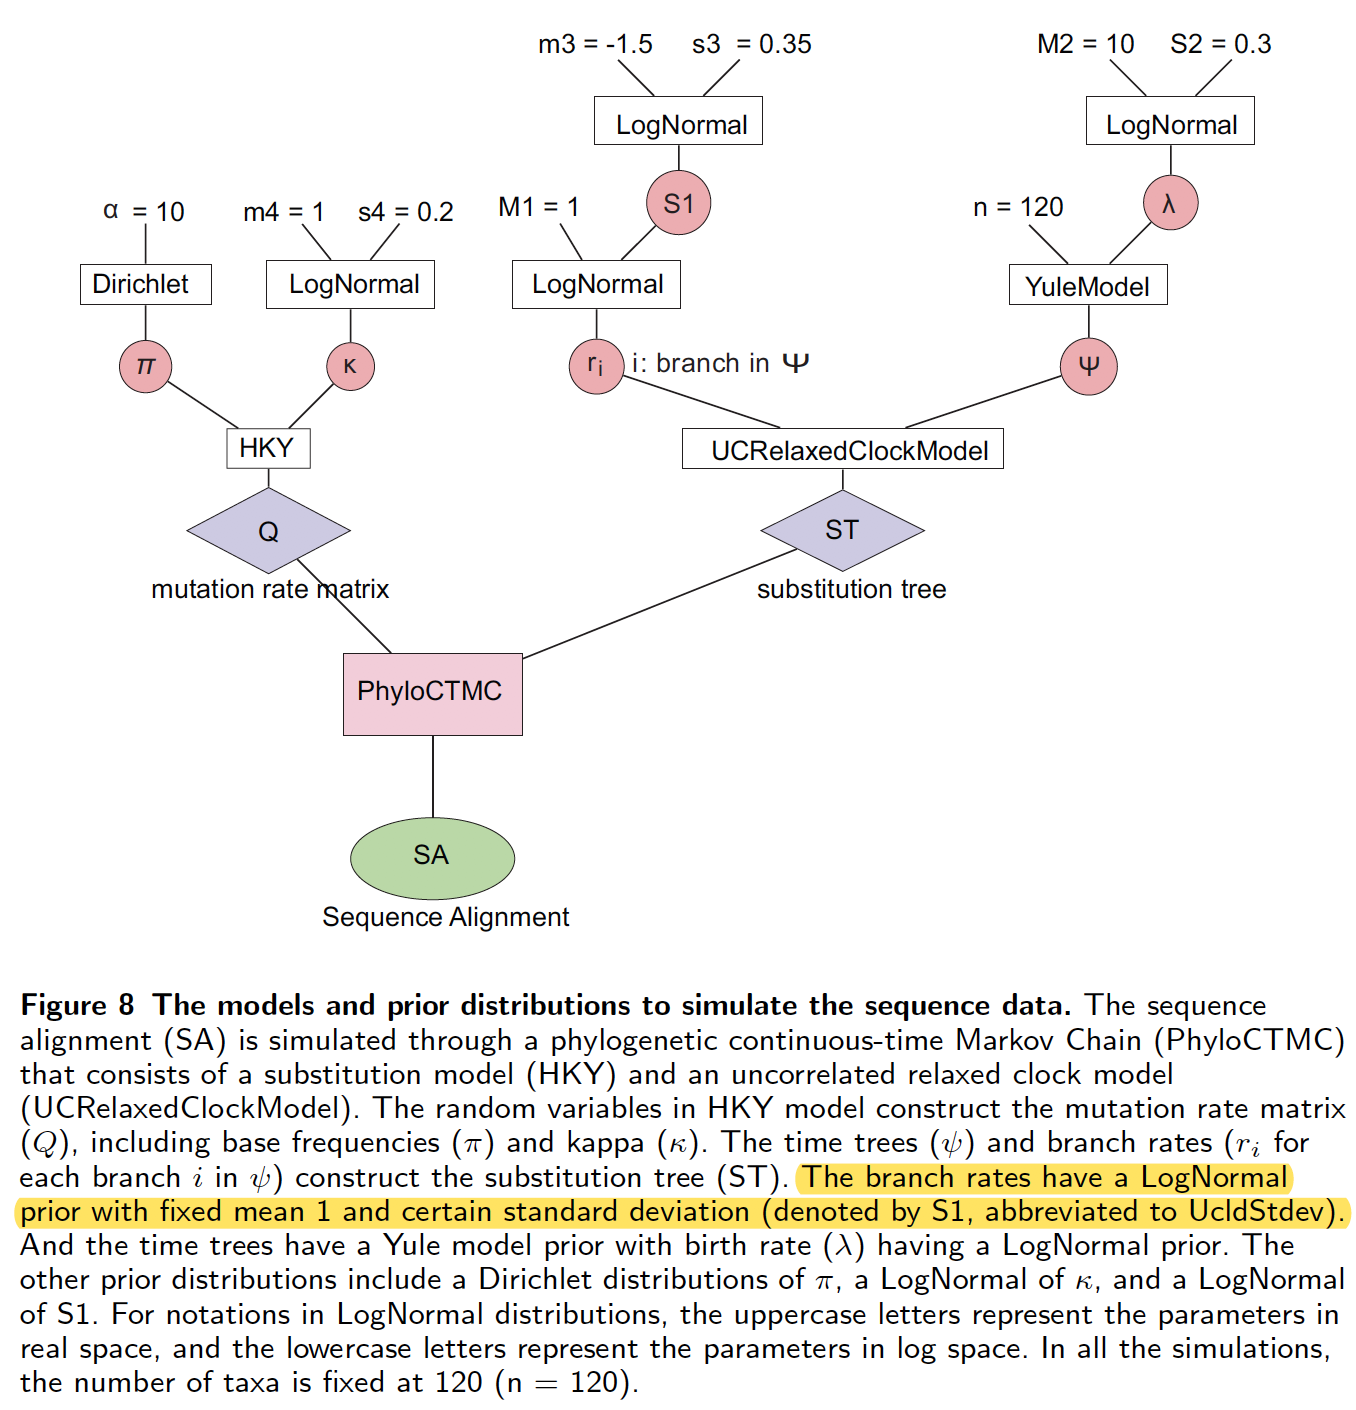 m3 = -1.5 s3 = 0.35 M2 = 10 S2 = 0.3
LogNormal LogNormal
S1 λ
α = 10 m4 = 1 s4 = 0.2 M1 = 1 n = 120
Dirichlet LogNormal LogNormal YuleModel
π κ ri i: branch in Ψ Ψ
HKY UCRelaxedClockModel
Q ST
mutation rate matrix substitution tree
PhyloCTMC
SA
Sequence Alignment
Figure 8 The models and prior distributions to simulate the sequence data. The sequence
alignment (SA) is simulated through a phylogenetic continuous-time Markov Chain (PhyloCTMC)
that consists of a substitution model (HKY) and an uncorrelated relaxed clock model
(UCRelaxedClockModel). The random variables in HKY model construct the mutation rate matrix
(Q), including base frequencies (π) and kappa (κ). The time trees (ψ) and branch rates (ri for
each branch i in ψ) construct the substitution tree (ST). The branch rates have a LogNormal
prior with fixed mean 1 and certain standard deviation (denoted by S1, abbreviated to UcldStdev).
And the time trees have a Yule model prior with birth rate (λ) having a LogNormal prior. The
other prior distributions include a Dirichlet distributions of π, a LogNormal of κ, and a LogNormal
of S1. For notations in LogNormal distributions, the uppercase letters represent the parameters in
real space, and the lowercase letters represent the parameters in log space. In all the simulations,
the number of taxa is fixed at 120 (n = 120).